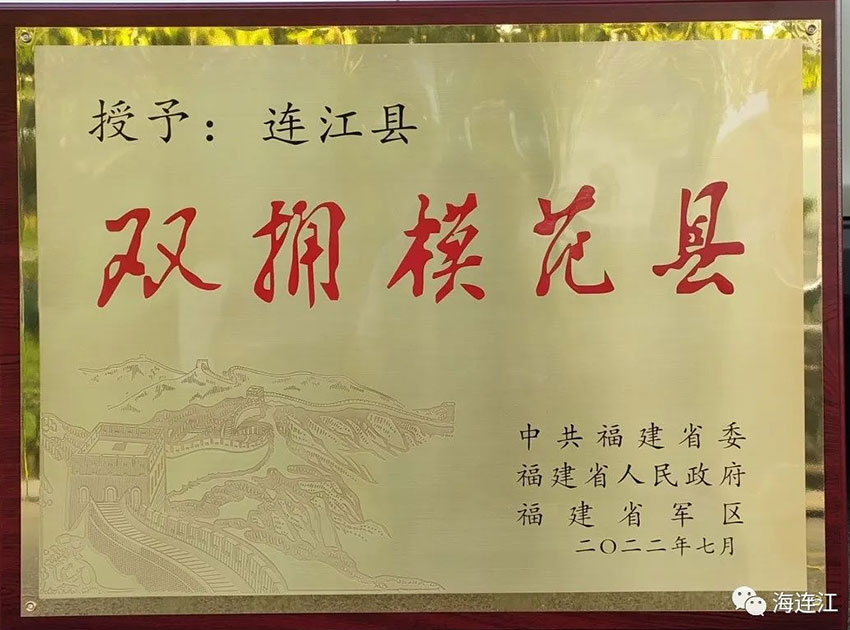 授予：连江县
双拥模范县
中共福建省委
福建省人民政府
福建省军区
二〇二二年七月
海连江